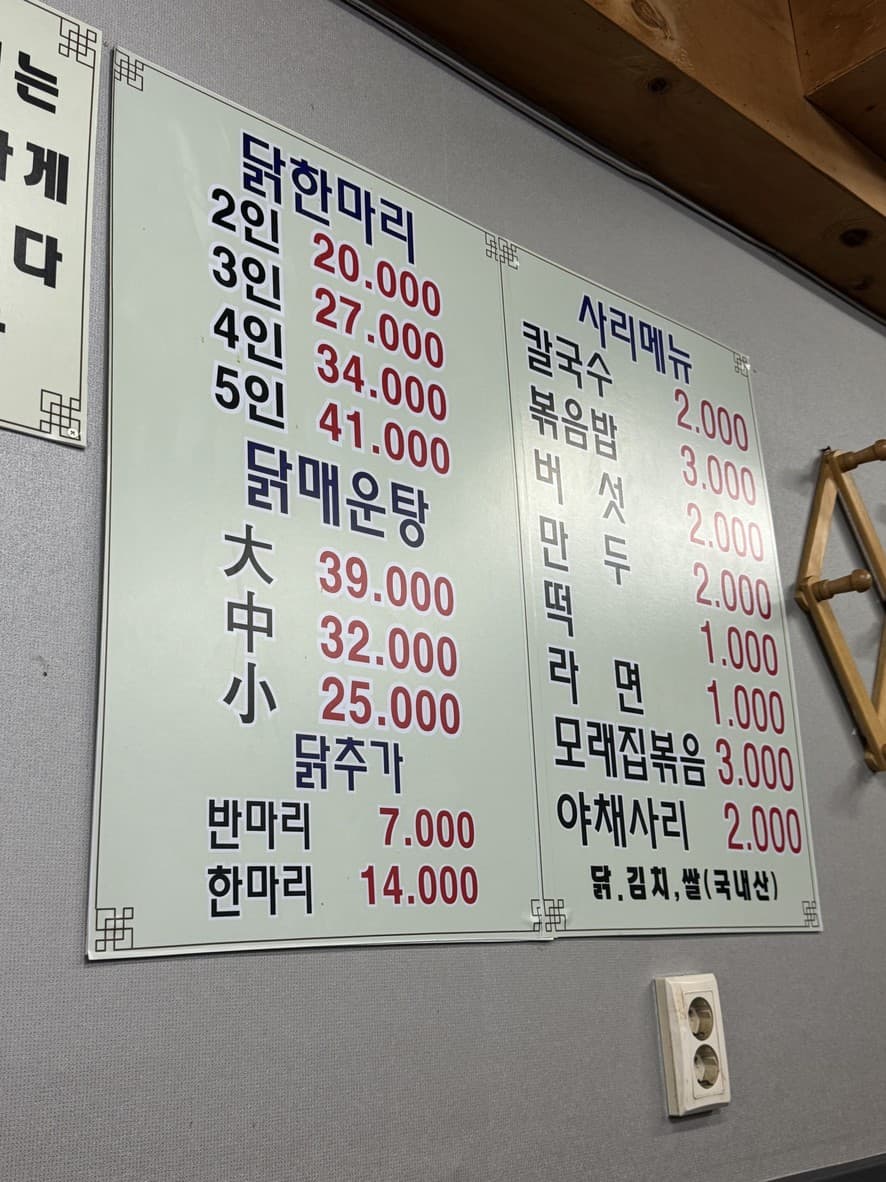 는
게
다
닭한마리
2인 20.000
3인 27.000
4인 34.000
5인 41.000
닭매운탕
大 39.000
中 32.000
小 25.000
닭추가
반마리 7.000
한마리 14.000
사리메뉴
칼국수 2.000
볶음밥 3.000
버섯 2.000
만두 2.000
떡 1.000
라면 1.000
모래집볶음 3.000
야채사리 2.000
닭.김치,쌀(국내산)